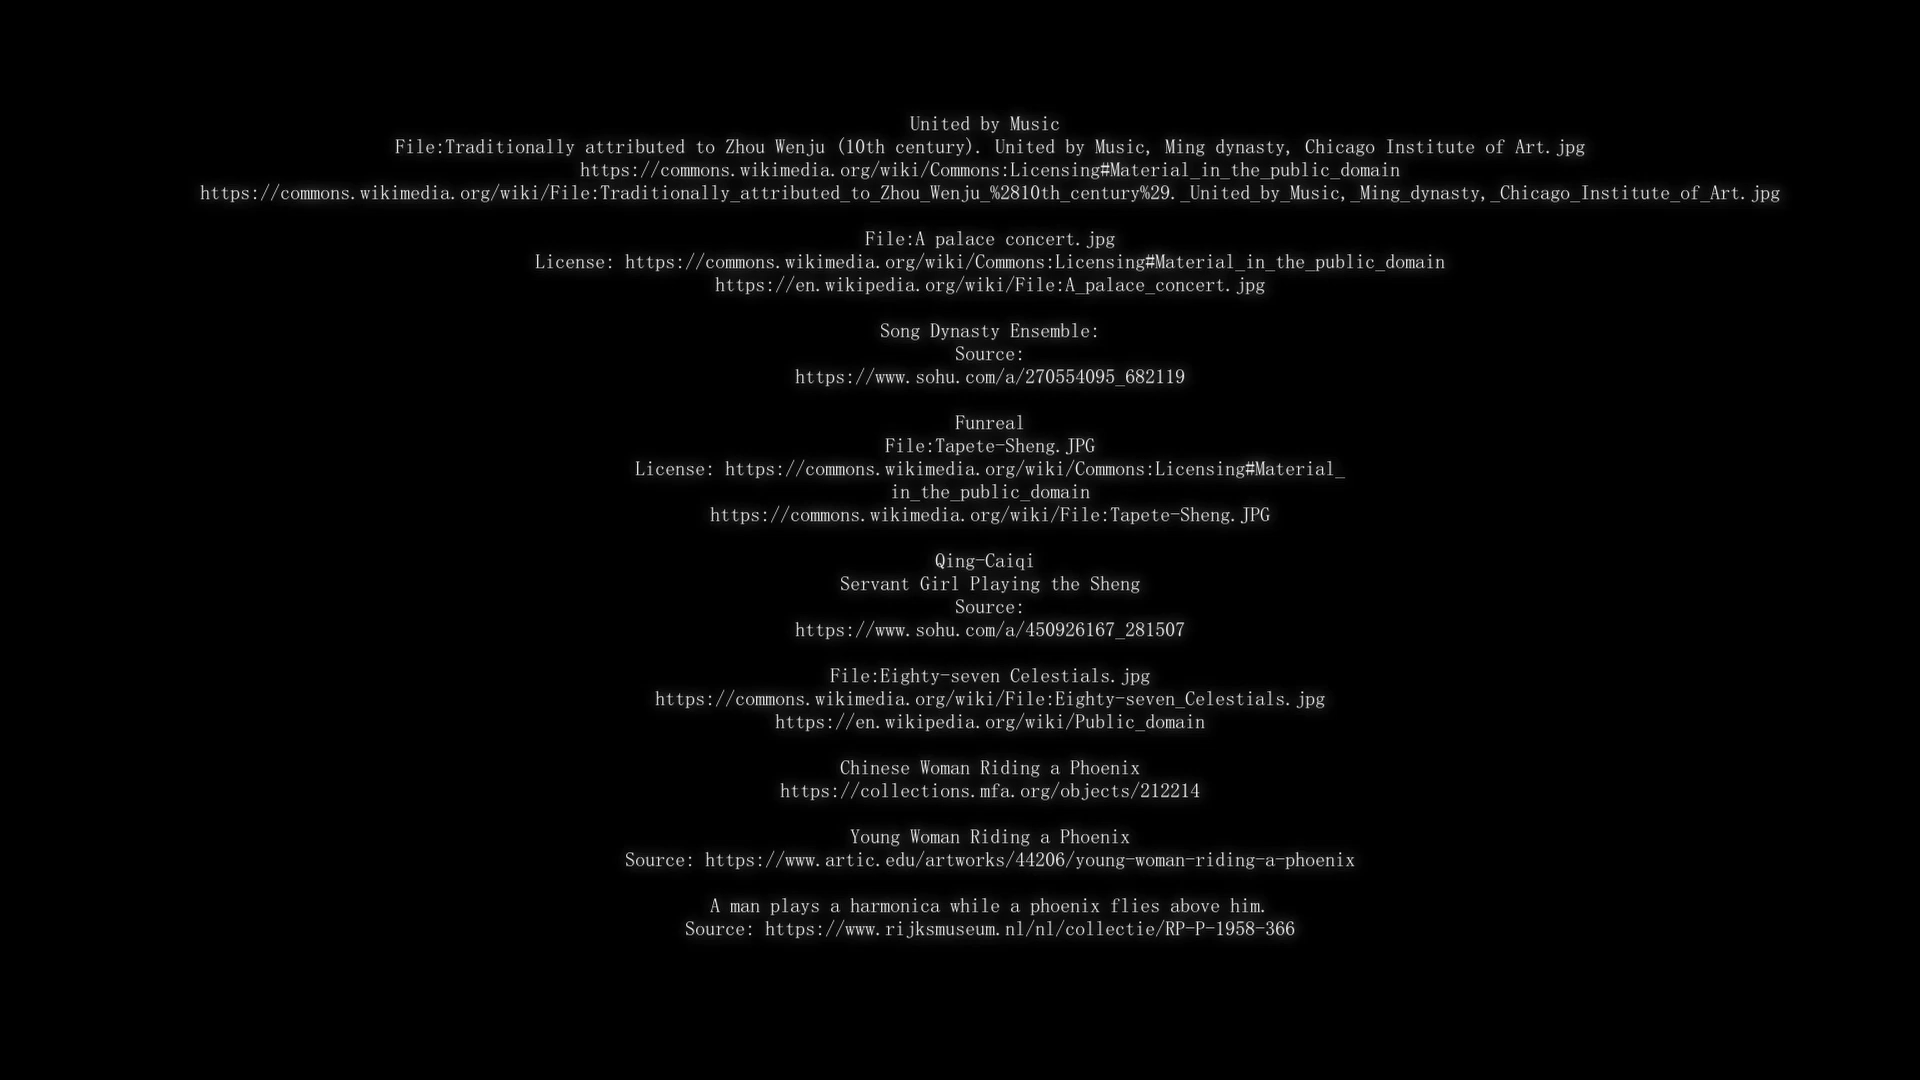 United by Music
File:Traditionally attributed to Zhou Wenju (10th century). United by Music, Ming dynasty, Chicago Institute of Art.jpg
https://commons.wikimedia.org/wiki/Commons:Licensing#Material_in_the_public_domain
https://commons.wikimedia.org/wiki/File:Traditionally_attributed_to_Zhou_Wenju_%2810th_century%29._United_by_Music,_Ming_dynasty,_Chicago_Institute_of_Art.jpg
File:A palace concert.jpg
License: https://commons.wikimedia.org/wiki/Commons:Licensing#Material_in_the_public_domain
https://en.wikipedia.org/wiki/File:A_palace_concert.jpg
Song Dynasty Ensemble:
Source:
https://www.sohu.com/a/270554095_682119
Funreal
File:Tapete-Sheng.JPG
License: https://commons.wikimedia.org/wiki/Commons:Licensing#Material_
in_the_public_domain
https://commons.wikimedia.org/wiki/File:Tapete-Sheng.JPG
Qing-Caiqi
Servant Girl Playing the Sheng
Source:
https://www.sohu.com/a/450926167_281507
File:Eighty-seven Celestials.jpg
https://commons.wikimedia.org/wiki/File:Eighty-seven_Celestials.jpg
https://en.wikipedia.org/wiki/Public_domain
Chinese Woman Riding a Phoenix
https://collections.mfa.org/objects/212214
Young Woman Riding a Phoenix
Source: https://www.artic.edu/artworks/44206/young-woman-riding-a-phoenix
A man plays a harmonica while a phoenix flies above him.
Source: https://www.rijksmuseum.nl/nl/collectie/RP-P-1958-366